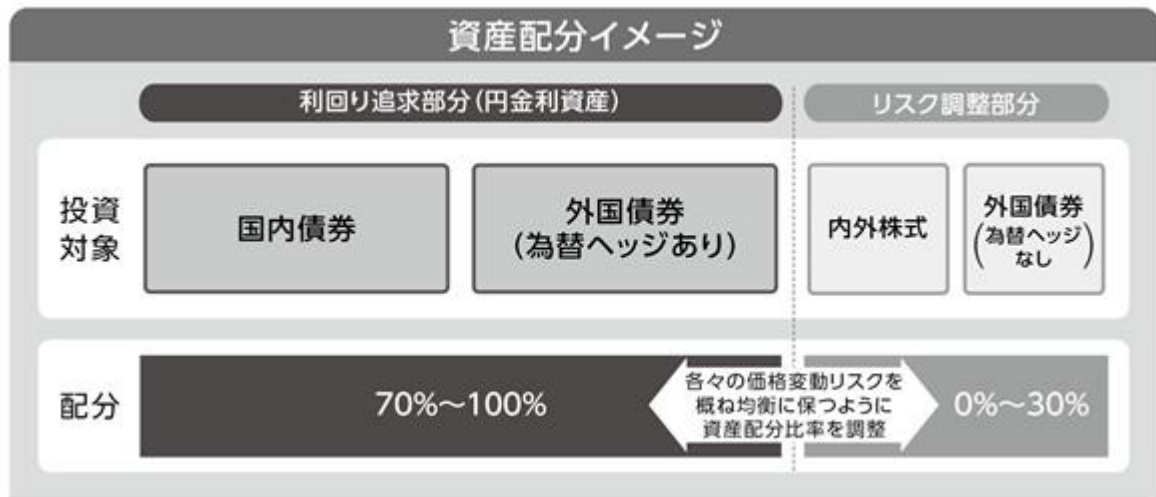 資産配分イメージ
利回り追求部分(円金利資産)
リスク調整部分
投資
対象
国内債券
外国債券
(為替ヘッジあり)
内外株式
外国債券
(為替ヘッジ
なし)
配分
70%～100%
各々の価格変動リスクを
概ね均衡に保つように
資産配分比率を調整
0%～30%